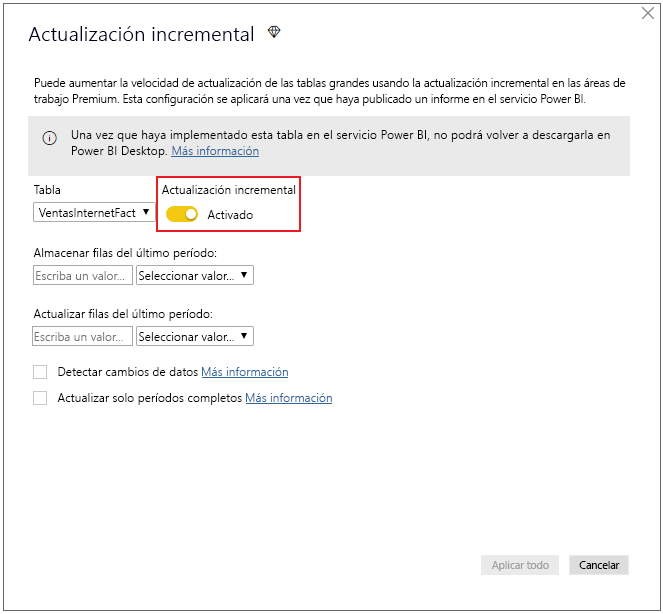 Actualización incremental
Puede aumentar la velocidad de actualización de las tablas grandes usando la actualización incremental en las áreas de
trabajo Premium. Esta configuración se aplicará una vez que haya publicado un informe en el servicio Power BI.
Una vez que haya implementado esta tabla en el servicio Power BI, no podrá volver a descargarla en
Power BI Desktop. Más información
Tabla
Actualización incremental
VentasInternetFact
Activado
Almacenar filas del último período:
Escriba un valor... Seleccionar valor...
Actualizar filas del último período:
Escriba un valor... Seleccionar valor...
Detectar cambios de datos Más información
Actualizar solo períodos completos Más información
Aplicar todo Cancelar